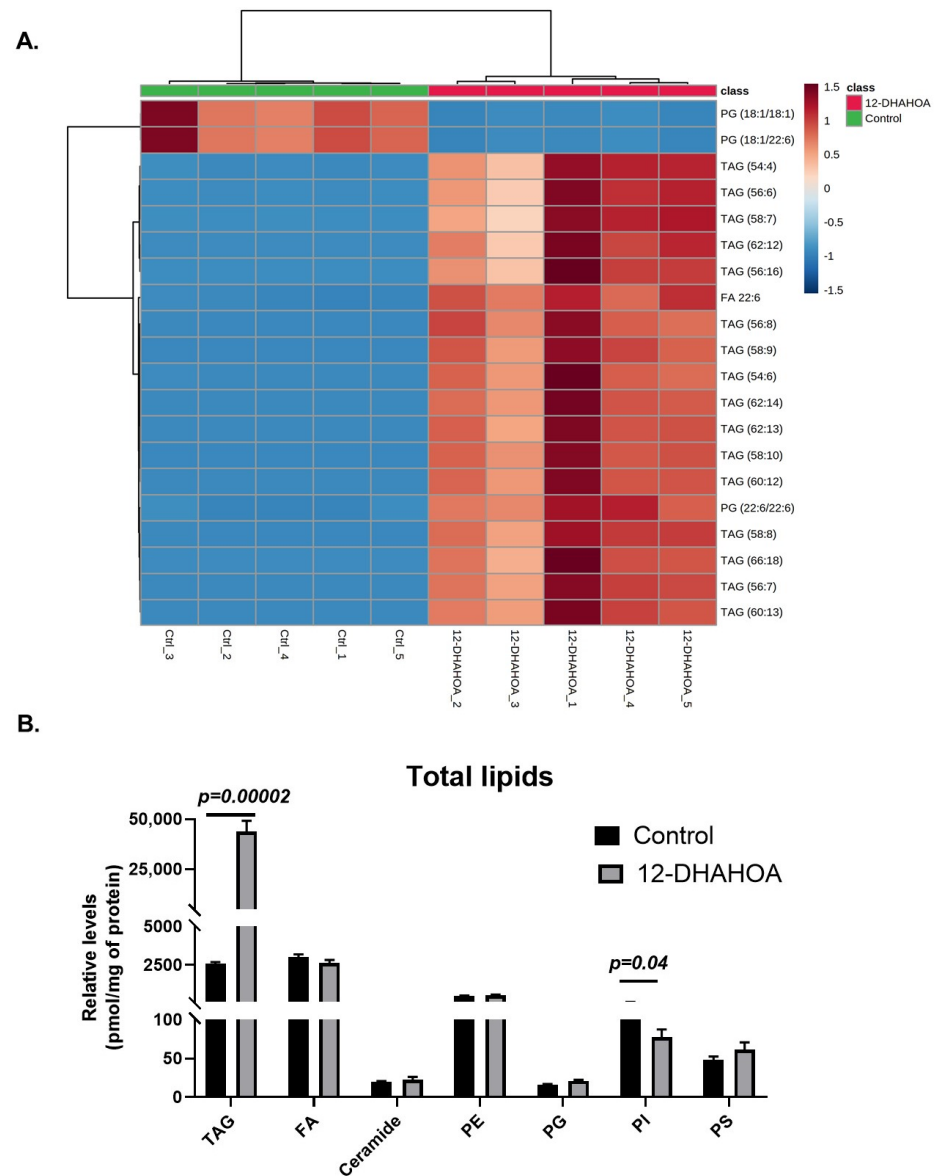 A.
class
PG (18:1/18:1)
PG (18:1/22:6)
TAG (54:4)
TAG (56:6)
TAG (58:7)
TAG (62:12)
TAG (56:16)
FA 22:6
TAG (56:8)
TAG (58:9)
TAG (54:6)
TAG (62:14)
TAG (62:13)
TAG (58:10)
TAG (60:12)
PG (22:6/22:6)
TAG (58:8)
TAG (66:18)
TAG (56:7)
TAG (60:13)
1.5
1
0.5
0
-0.5
-1
-1.5
class
12-DHAHOA
Control
Ctrl_3
Ctrl_2
Ctrl_4
Ctrl_1
Ctrl_5
12-DHAHOA_2
12-DHAHOA_3
12-DHAHOA_1
12-DHAHOA_4
12-DHAHOA_5
B.
Total lipids
p=0.00002
50,000
25,000
5000
2500
100
50
0
Relative levels
(pmol/mg of protein)
Control
12-DHAHOA
p=0.04
TAG
FA
Ceramide
PE
PG
PI
PS